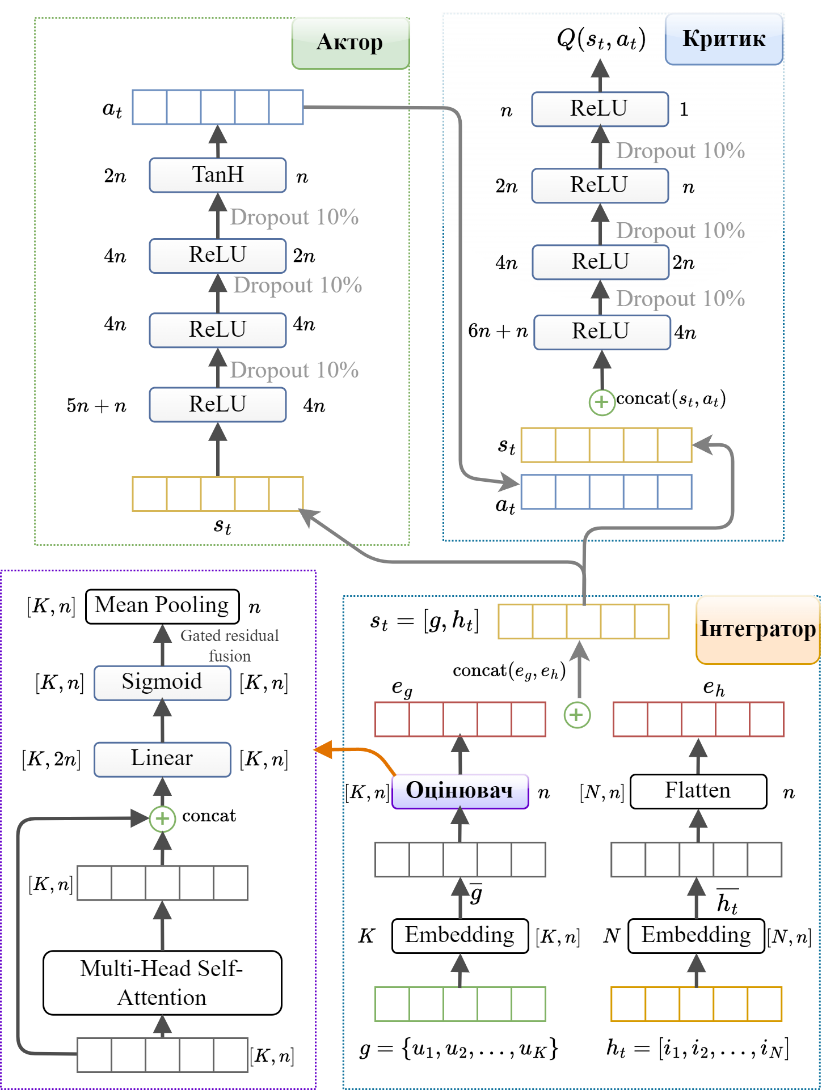 Актор
a_t
2n TanH n
Dropout 10%
4n ReLU 2n
Dropout 10%
4n ReLU 4n
Dropout 10%
5n + n ReLU 4n
s_t
Критик
Q(s_t, a_t)
n ReLU 1
Dropout 10%
2n ReLU n
Dropout 10%
4n ReLU 2n
Dropout 10%
6n + n ReLU 4n
concat(s_t, a_t)
s_t
a_t
[K, n] Mean Pooling n
Gated residual
fusion
[K, n] Sigmoid [K, n]
[K, 2n] Linear [K, n]
+ concat
[K, n]
Multi-Head Self-
Attention
[K, n]
Інтегратор
s_t = [g, h_t]
concat(e_g, e_h)
e_g
e_h
[K, n] Оцінювач n
[N, n] Flatten n
g̅
h̅_t
K Embedding [K, n]
N Embedding [N, n]
g = {u_1, u_2, . . . , u_K}
h_t = [i_1, i_2, . . . , i_N]